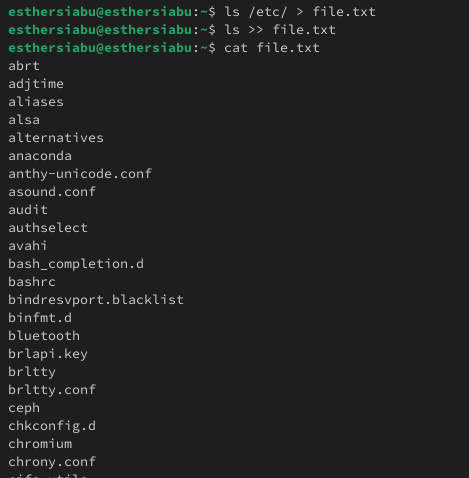 esthersiabu@esthersiabu:~$ ls /etc/ > file.txt
esthersiabu@esthersiabu:~$ ls >> file.txt
esthersiabu@esthersiabu:~$ cat file.txt
abrt
adjtime
aliases
alsa
alternatives
anaconda
anthy-unicode.conf
asound.conf
audit
authselect
avahi
bash_completion.d
bashrc
bindresvport.blacklist
binfmt.d
bluetooth
brlapi.key
brltty
brltty.conf
ceph
chkconfig.d
chromium
chrony.conf